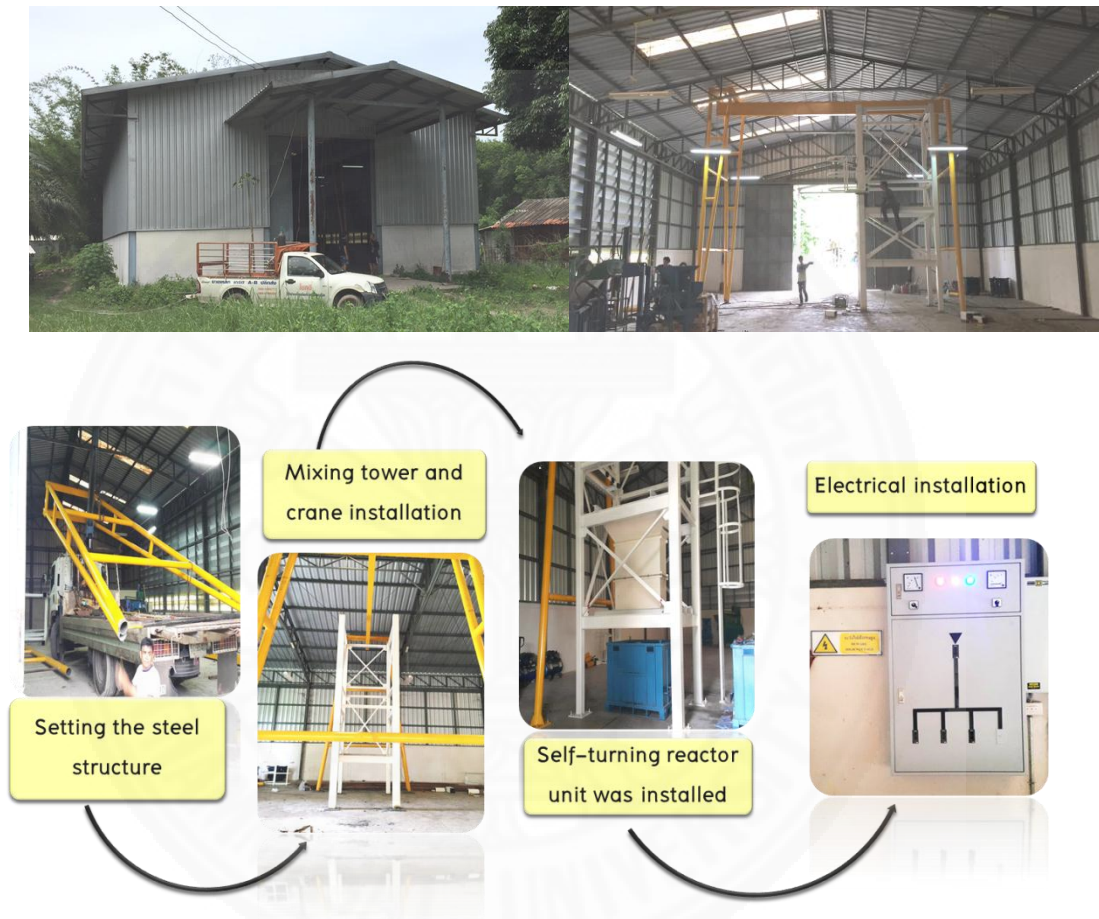 Mixing tower and
crane installation
Electrical installation
Setting the steel
structure
Self-turning reactor
unit was installed